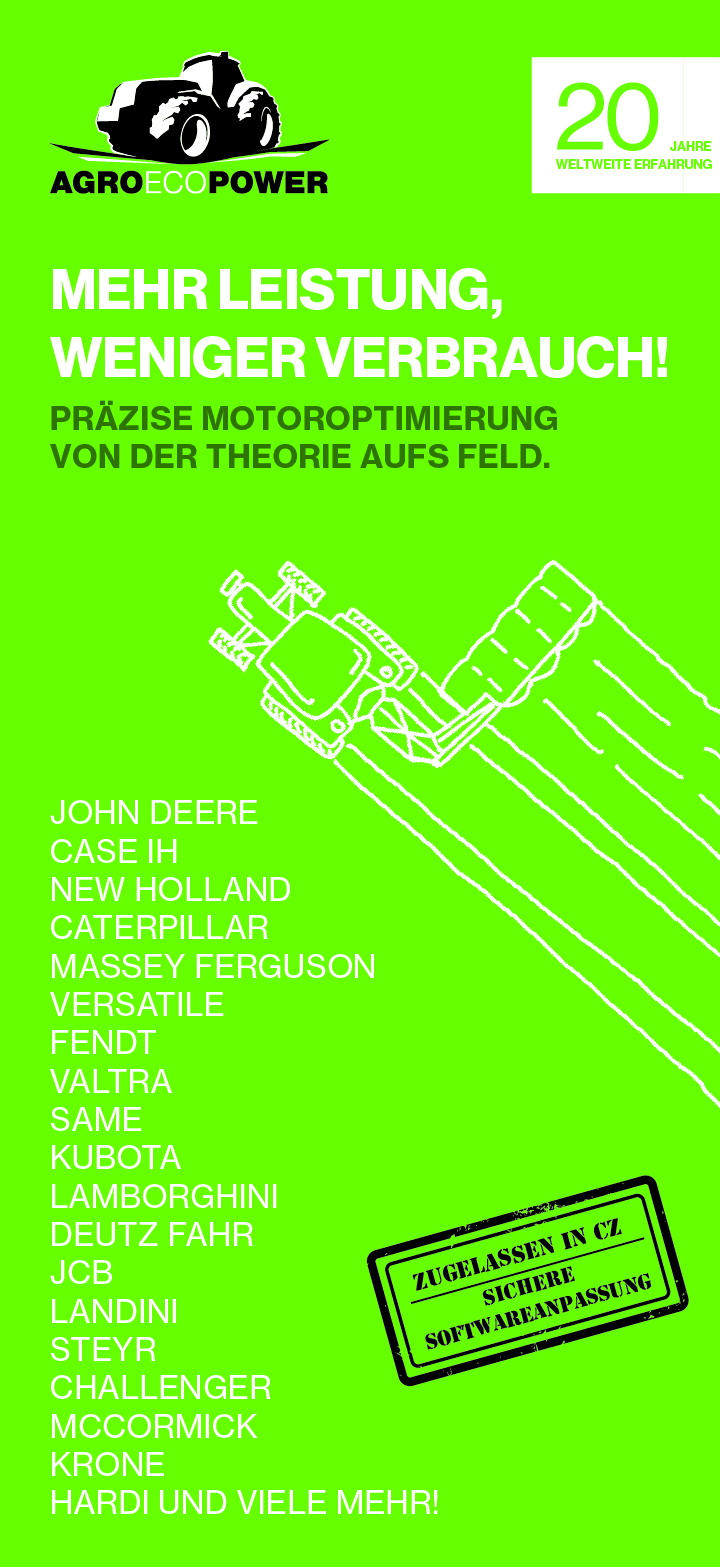 AGROECOPOWER
20 JAHRE
WELTWEITE ERFAHRUNG
MEHR LEISTUNG,
WENIGER VERBRAUCH!
PRÄZISE MOTOROPTIMIERUNG
VON DER THEORIE AUFS FELD.
JOHN DEERE
CASE IH
NEW HOLLAND
CATERPILLAR
MASSEY FERGUSON
VERSATILE
FENDT
VALTRA
SAME
KUBOTA
LAMBORGHINI
DEUTZ FAHR
JCB
LANDINI
STEYR
CHALLENGER
MCCORMICK
KRONE
HARDI UND VIELE MEHR!
ZUGELASSEN IN CZ
SICHERE
SOFTWAREANPASSUNG